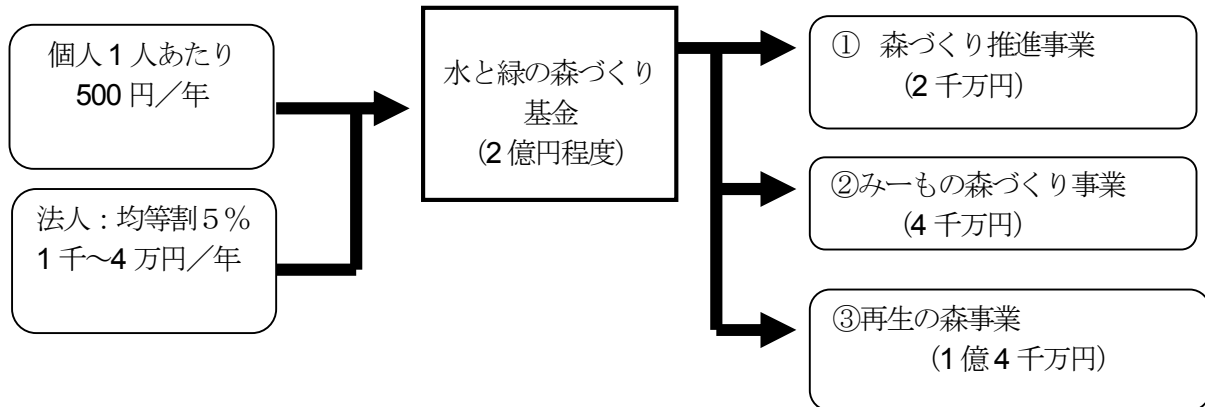 個人1人あたり
500円／年
法人：均等割５％
1千～4万円／年
水と緑の森づくり
基金
（2億円程度）
① 森づくり推進事業
（2千万円）
②みーもの森づくり事業
（4千万円）
③再生の森事業
（1億4千万円）